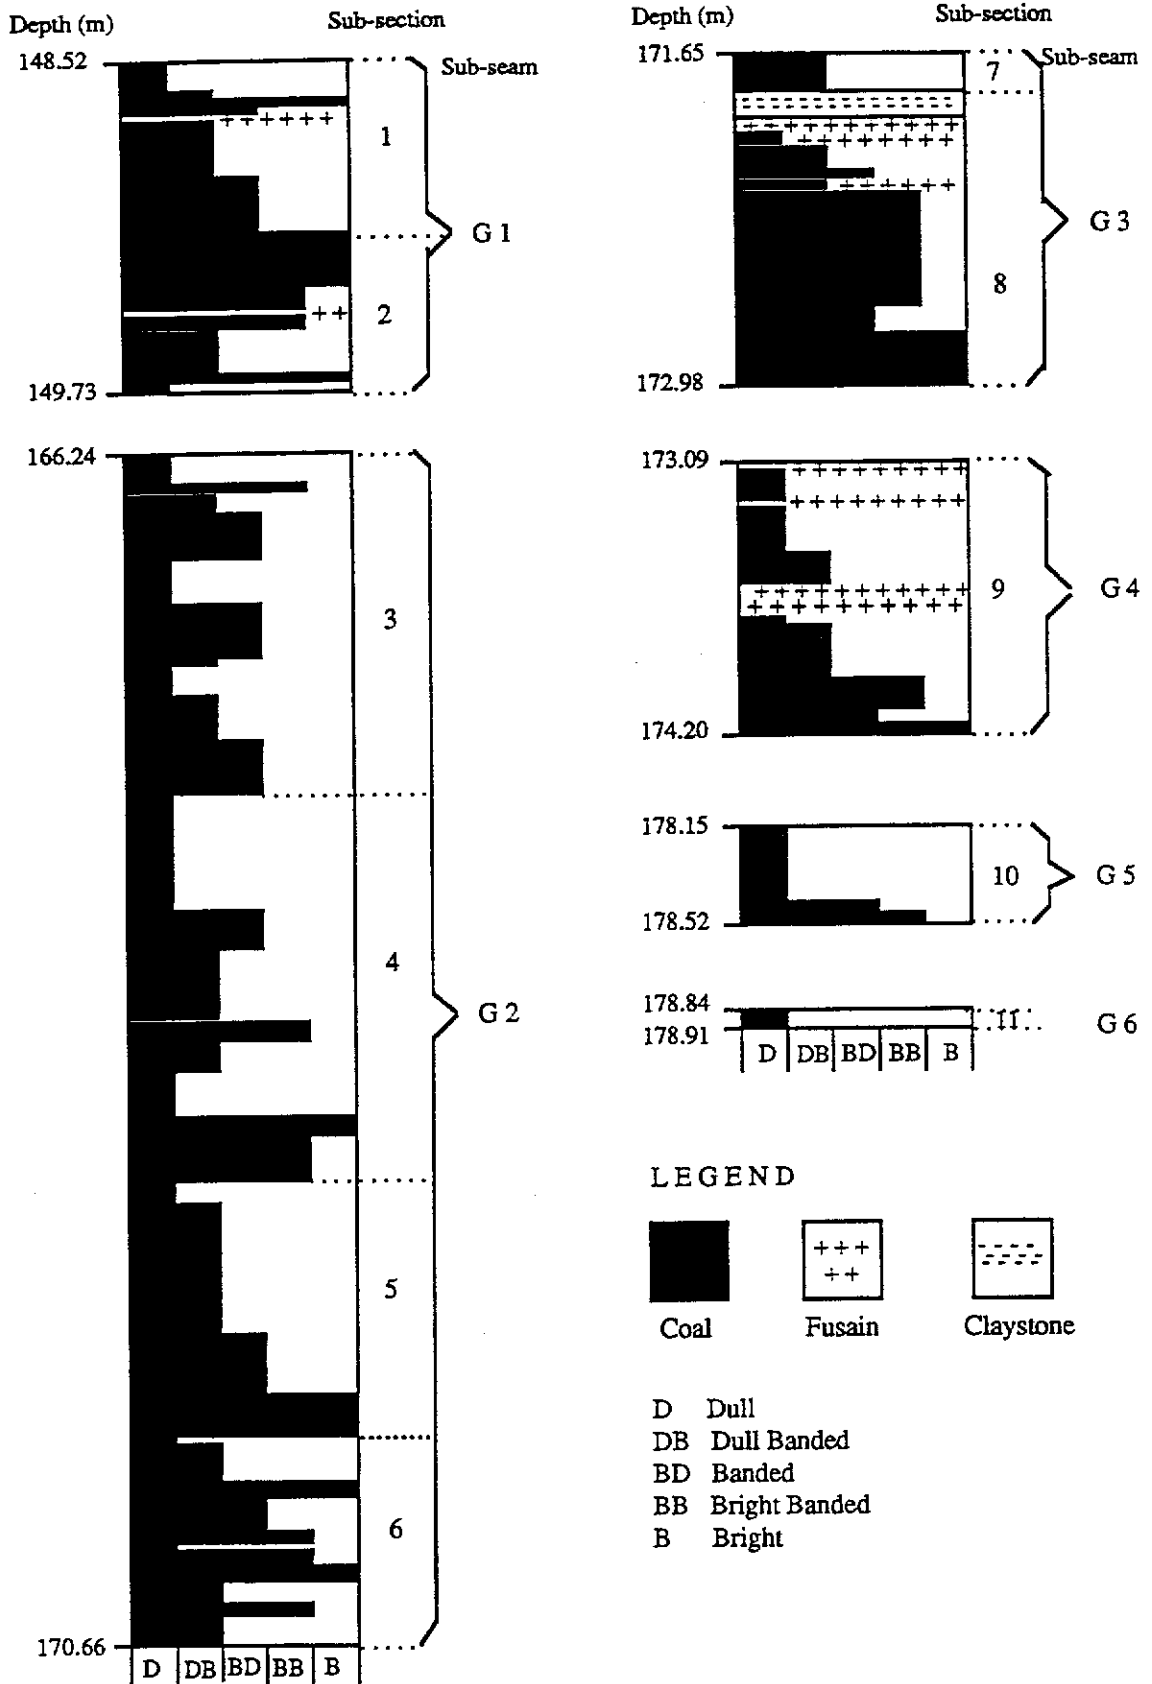 Depth (m) Sub-section
148.52
Sub-seam
1
G 1
2
149.73
166.24
3
4
G 2
5
6
170.66
D DB BD BB B
Depth (m) Sub-section
171.65
Sub-seam
7
G 3
8
172.98
173.09
9
G 4
174.20
178.15
10
G 5
178.52
178.84
11
G 6
178.91
D DB BD BB B
LEGEND
Coal Fusain Claystone
D Dull
DB Dull Banded
BD Banded
BB Bright Banded
B Bright